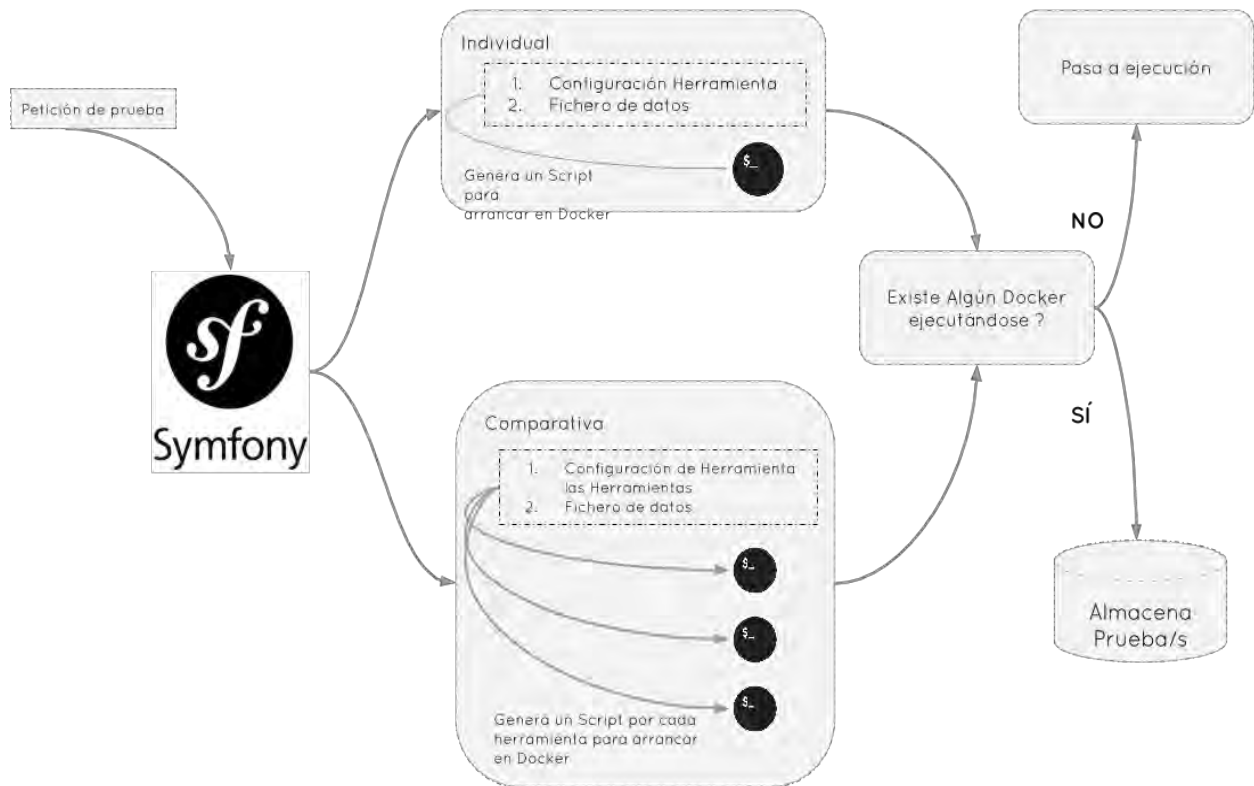 Petición de prueba
sf
Symfony
Individual
1. Configuración Herramienta
2. Fichero de datos
$_
Genera un Script
para
arrancar en Docker
Comparativa
1. Configuración de Herramienta
las Herramientas
2. Fichero de datos
$_
$_
$_
Genera un Script por cada
herramienta para arrancar
en Docker
Existe Algún Docker
ejecutándose ?
NO
Pasa a ejecución
SÍ
Almacena
Prueba/s